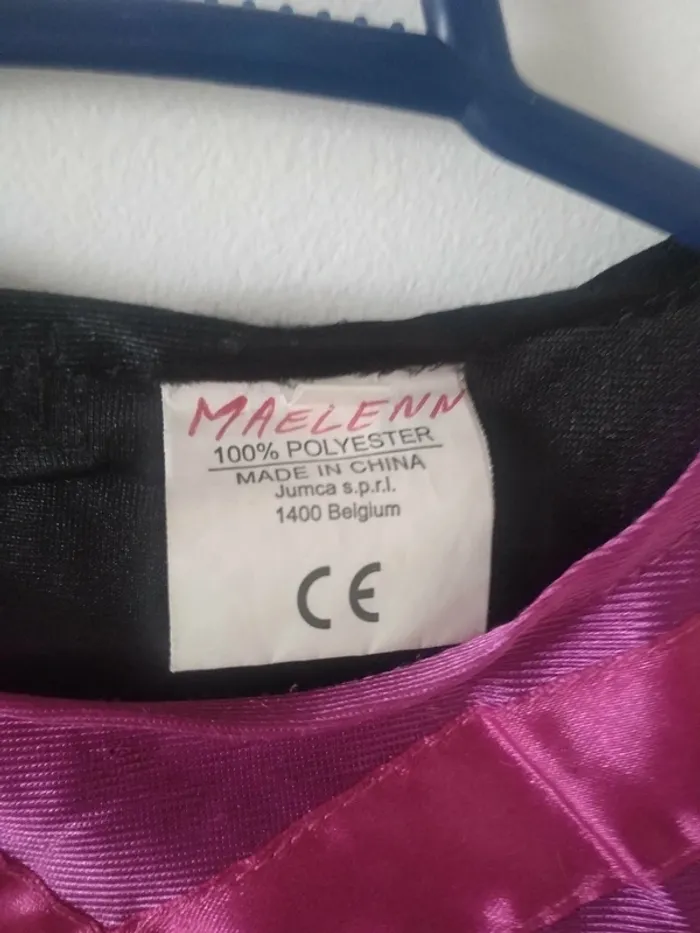 MAELENN
100% POLYESTER
MADE IN CHINA
Jumca s.p.r.l.
1400 Belgium
CE